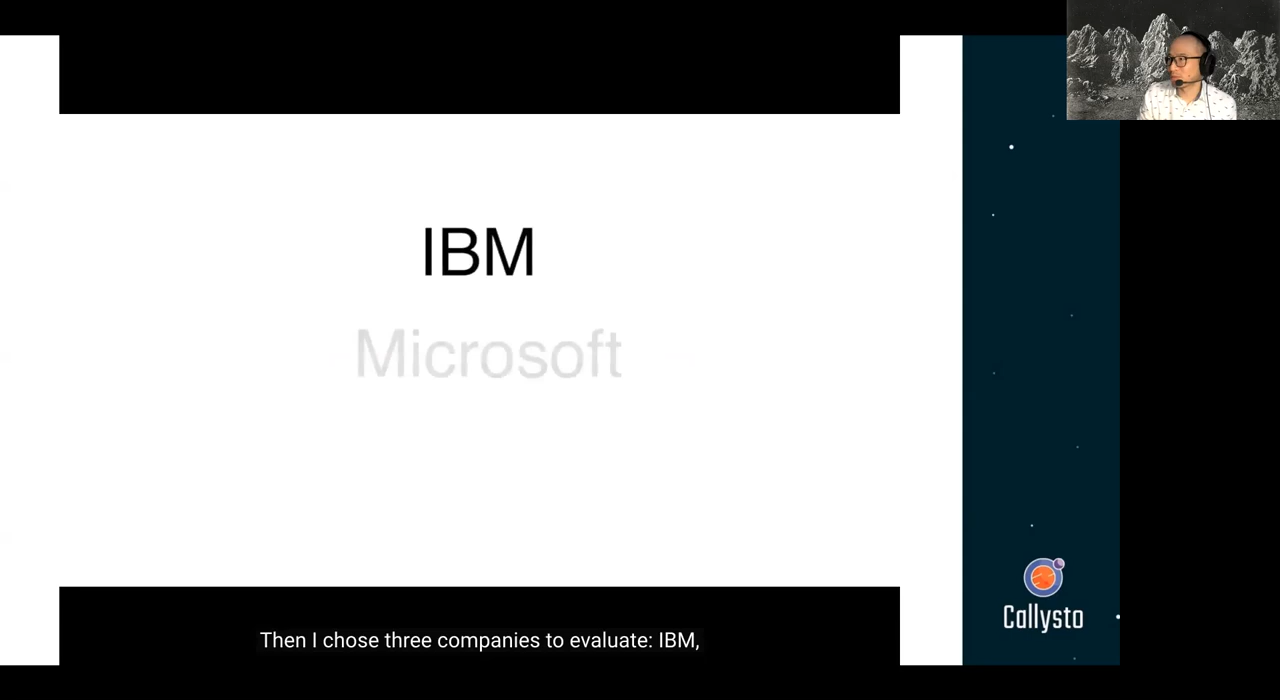 IBM
Microsoft
Callysto
Then I chose three companies to evaluate: IBM,